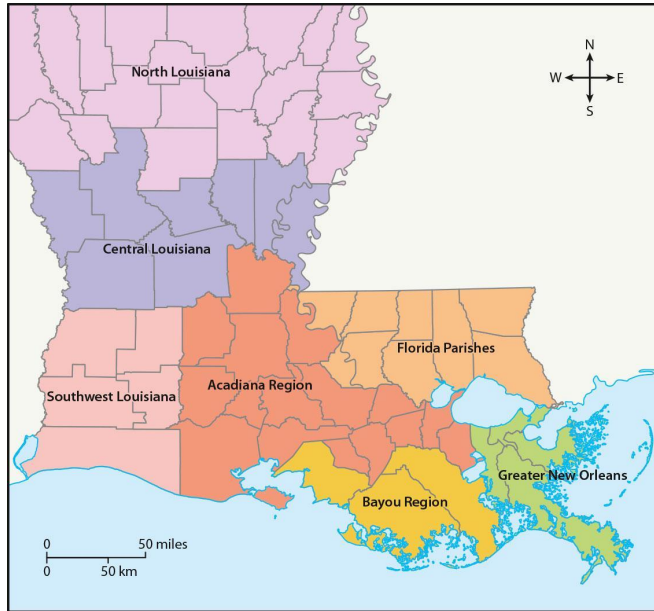 North Louisiana
N
W E
S
Central Louisiana
Florida Parishes
Southwest Louisiana
Acadiana Region
Greater New Orleans
Bayou Region
0 50 miles
0 50 km